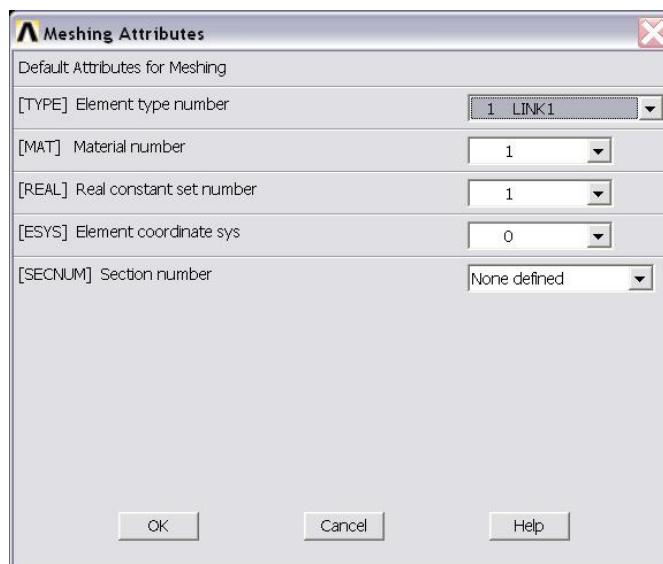 Meshing Attributes
Default Attributes for Meshing
[TYPE] Element type number 1 LINK1
[MAT] Material number 1
[REAL] Real constant set number 1
[ESYS] Element coordinate sys 0
[SECNUM] Section number None defined
OK Cancel Help